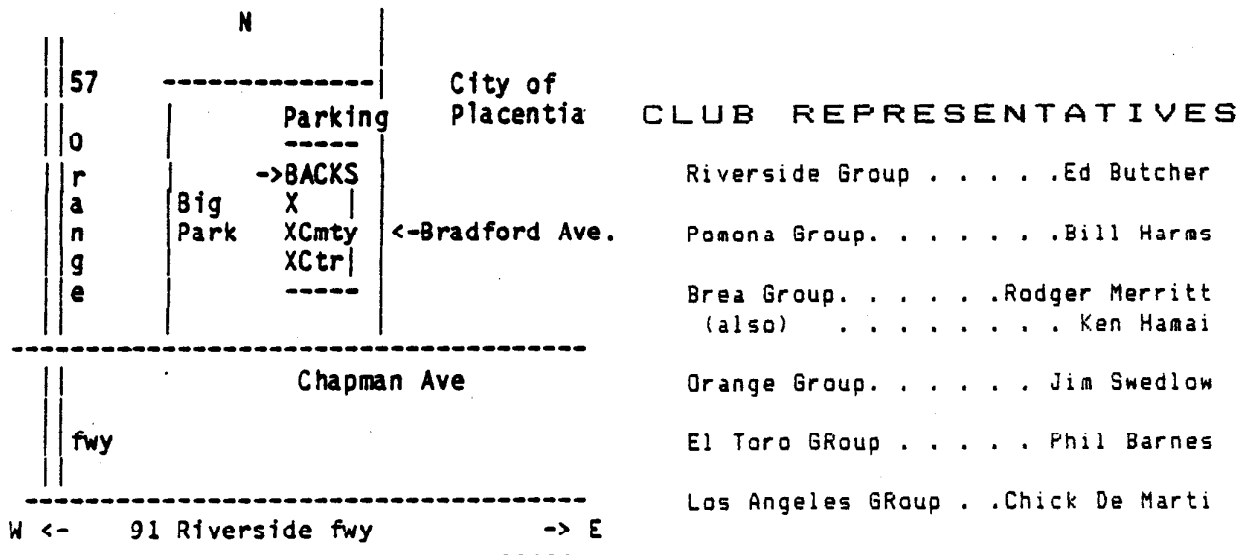 N
57
City of
Placentia
Parking
Orange
->BACKS
Big
Park
X
XCmty
XCtr
<-Bradford Ave.
Chapman Ave
fwy
W <- 91 Riverside fwy -> E
CLUB REPRESENTATIVES
Riverside Group . . . . .Ed Butcher
Pomona Group. . . . . . .Bill Harms
Brea Group. . . . . .Rodger Merritt
(also) . . . . . . . . Ken Hamai
Orange Group. . . . . . Jim Swedlow
El Toro GRoup . . . . . Phil Barnes
Los Angeles GRoup . .Chick De Marti